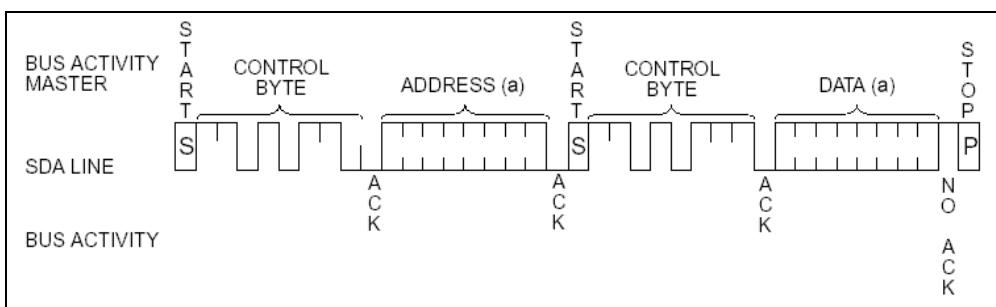 BUS ACTIVITY
MASTER
START
CONTROL
BYTE
ADDRESS (a)
START
CONTROL
BYTE
DATA (a)
STOP
SDA LINE
S
S
P
ACK
ACK
ACK
NO ACK
BUS ACTIVITY